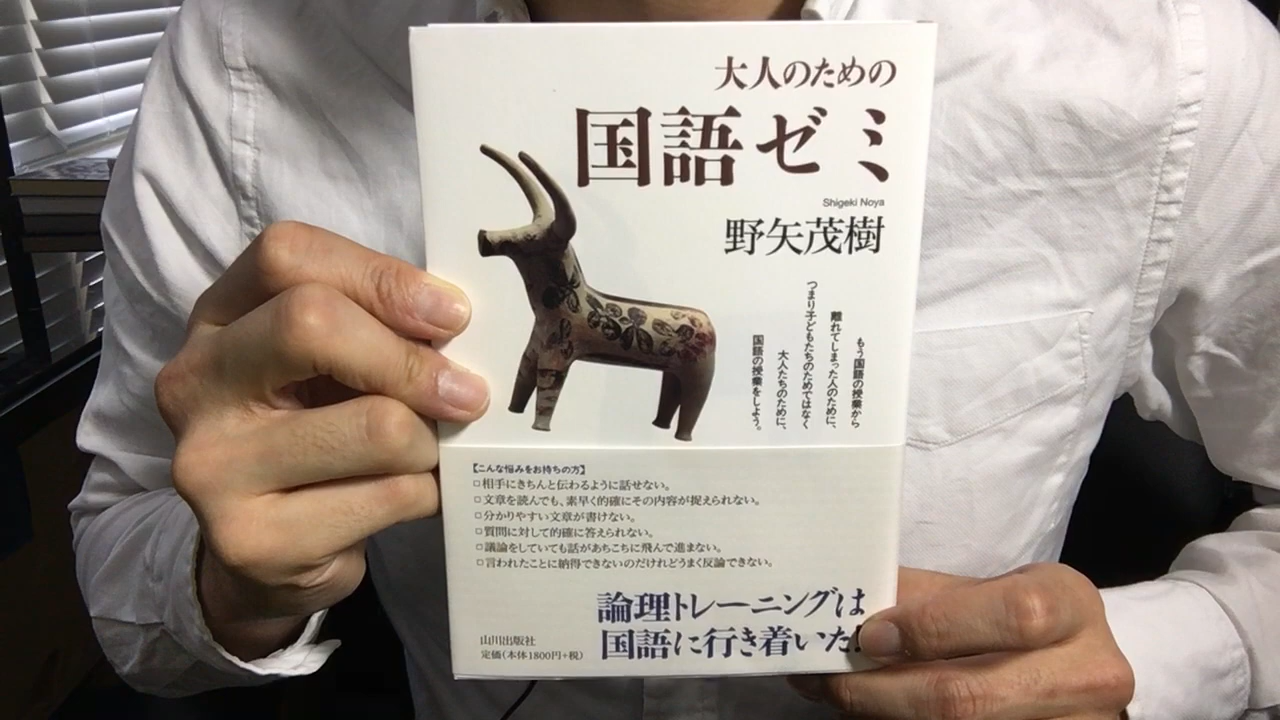 大人のための
国語ゼミ
Shigeki Noya
野矢茂樹
もう国語の授業から
離れてしまった人のために、
つまり子どもたちのためではなく
大人たちのために、
国語の授業をしよう。
【こんな悩みをお持ちの方】
□相手にきちんと伝わるように話せない。
□文章を読んでも、素早く的確にその内容が捉えられない。
□分かりやすい文章が書けない。
□質問に対して的確に答えられない。
□議論をしていても話があちこちに飛んで進まない。
□言われたことに納得できないのだけれどうまく反論できない。
論理トレーニングは
国語に行き着いた!
山川出版社
定価(本体1800円+税)